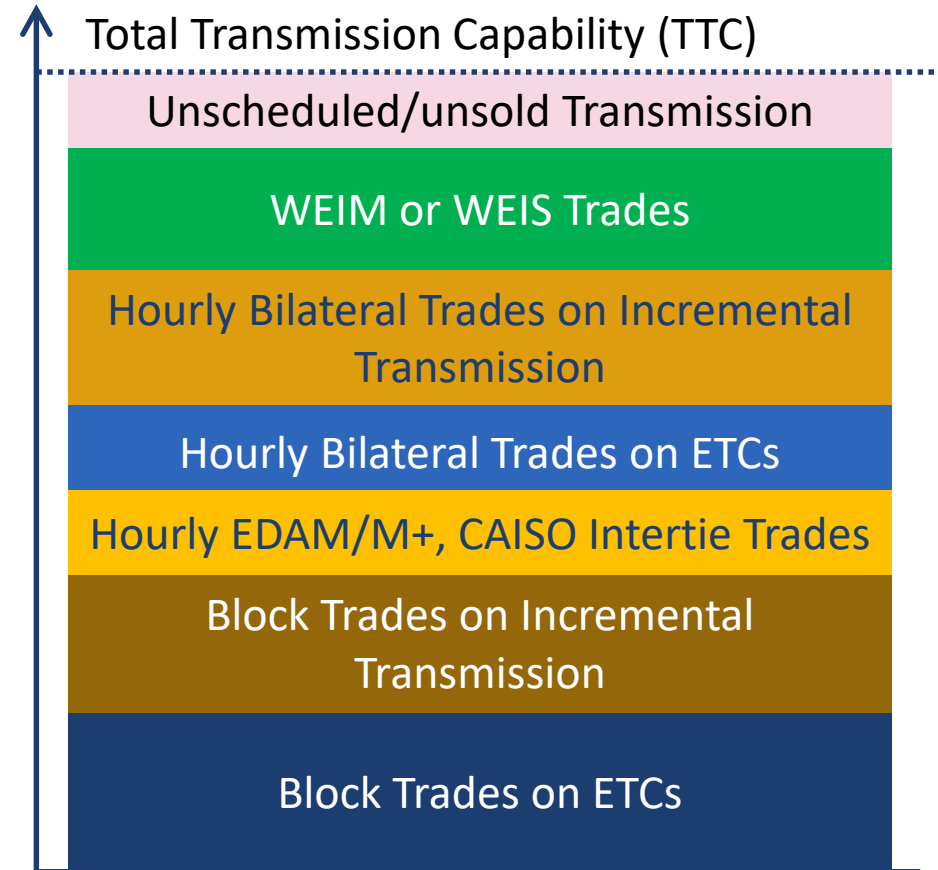 Total Transmission Capability (TTC)
Unscheduled/unsold Transmission
WEIM or WEIS Trades
Hourly Bilateral Trades on Incremental
Transmission
Hourly Bilateral Trades on ETCs
Hourly EDAM/M+, CAISO Intertie Trades
Block Trades on Incremental
Transmission
Block Trades on ETCs